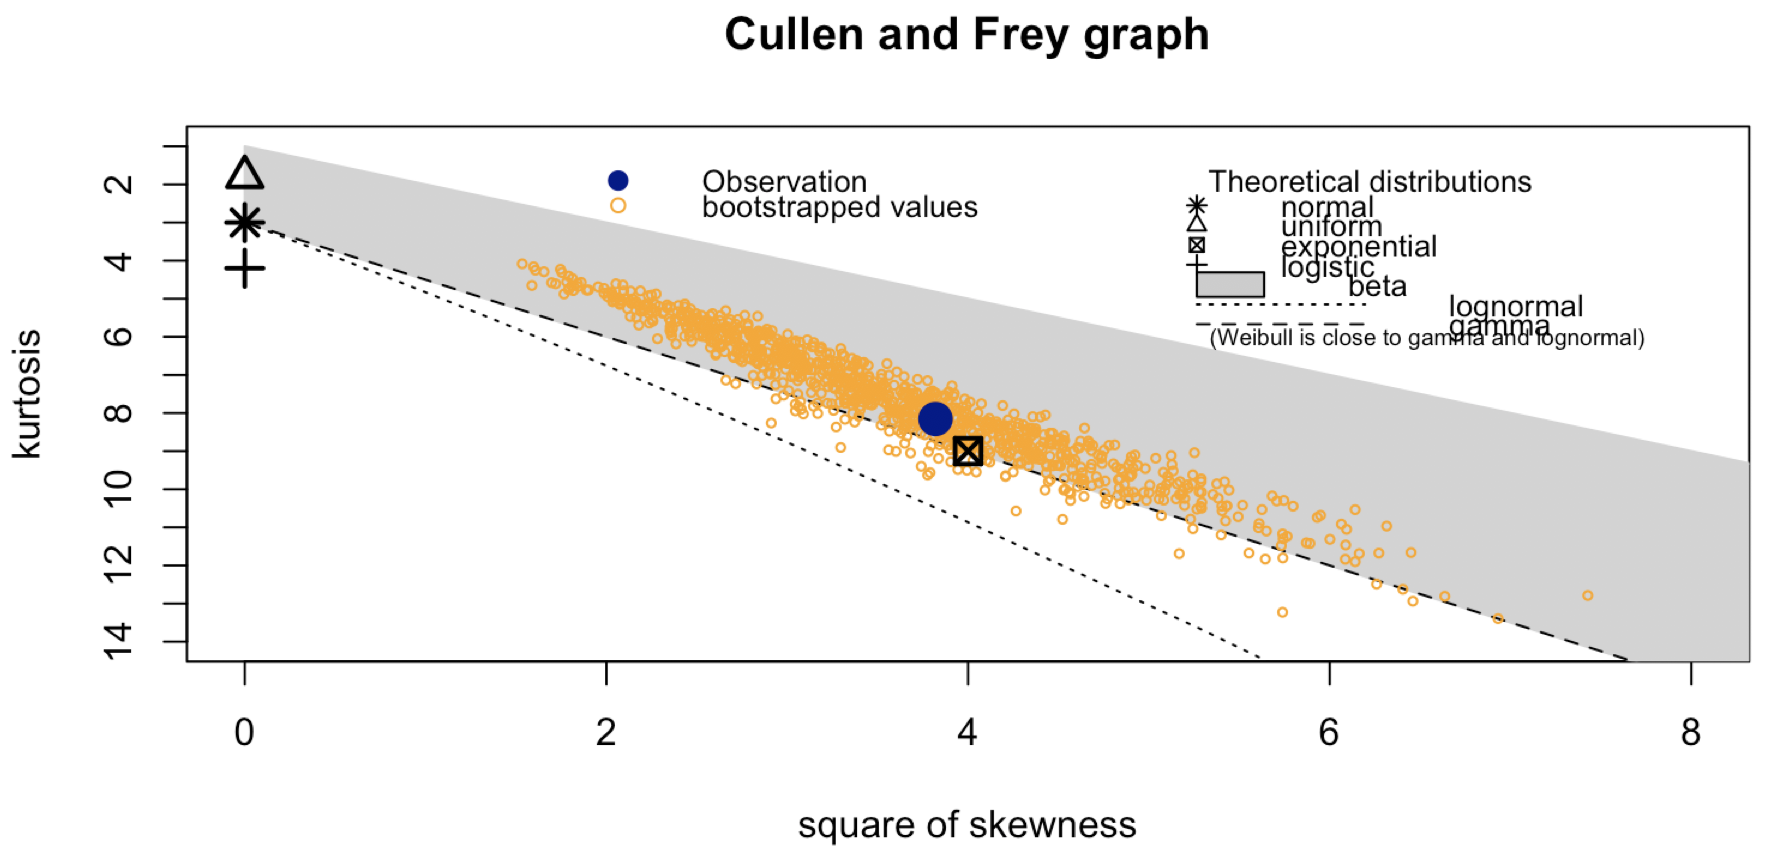 Cullen and Frey graph
Observation
bootstrapped values
Theoretical distributions
normal
uniform
exponential
logistic
beta
lognormal
gamma
(Weibull is close to gamma and lognormal)
kurtosis
2
4
6
8
10
12
14
0 2 4 6 8
square of skewness